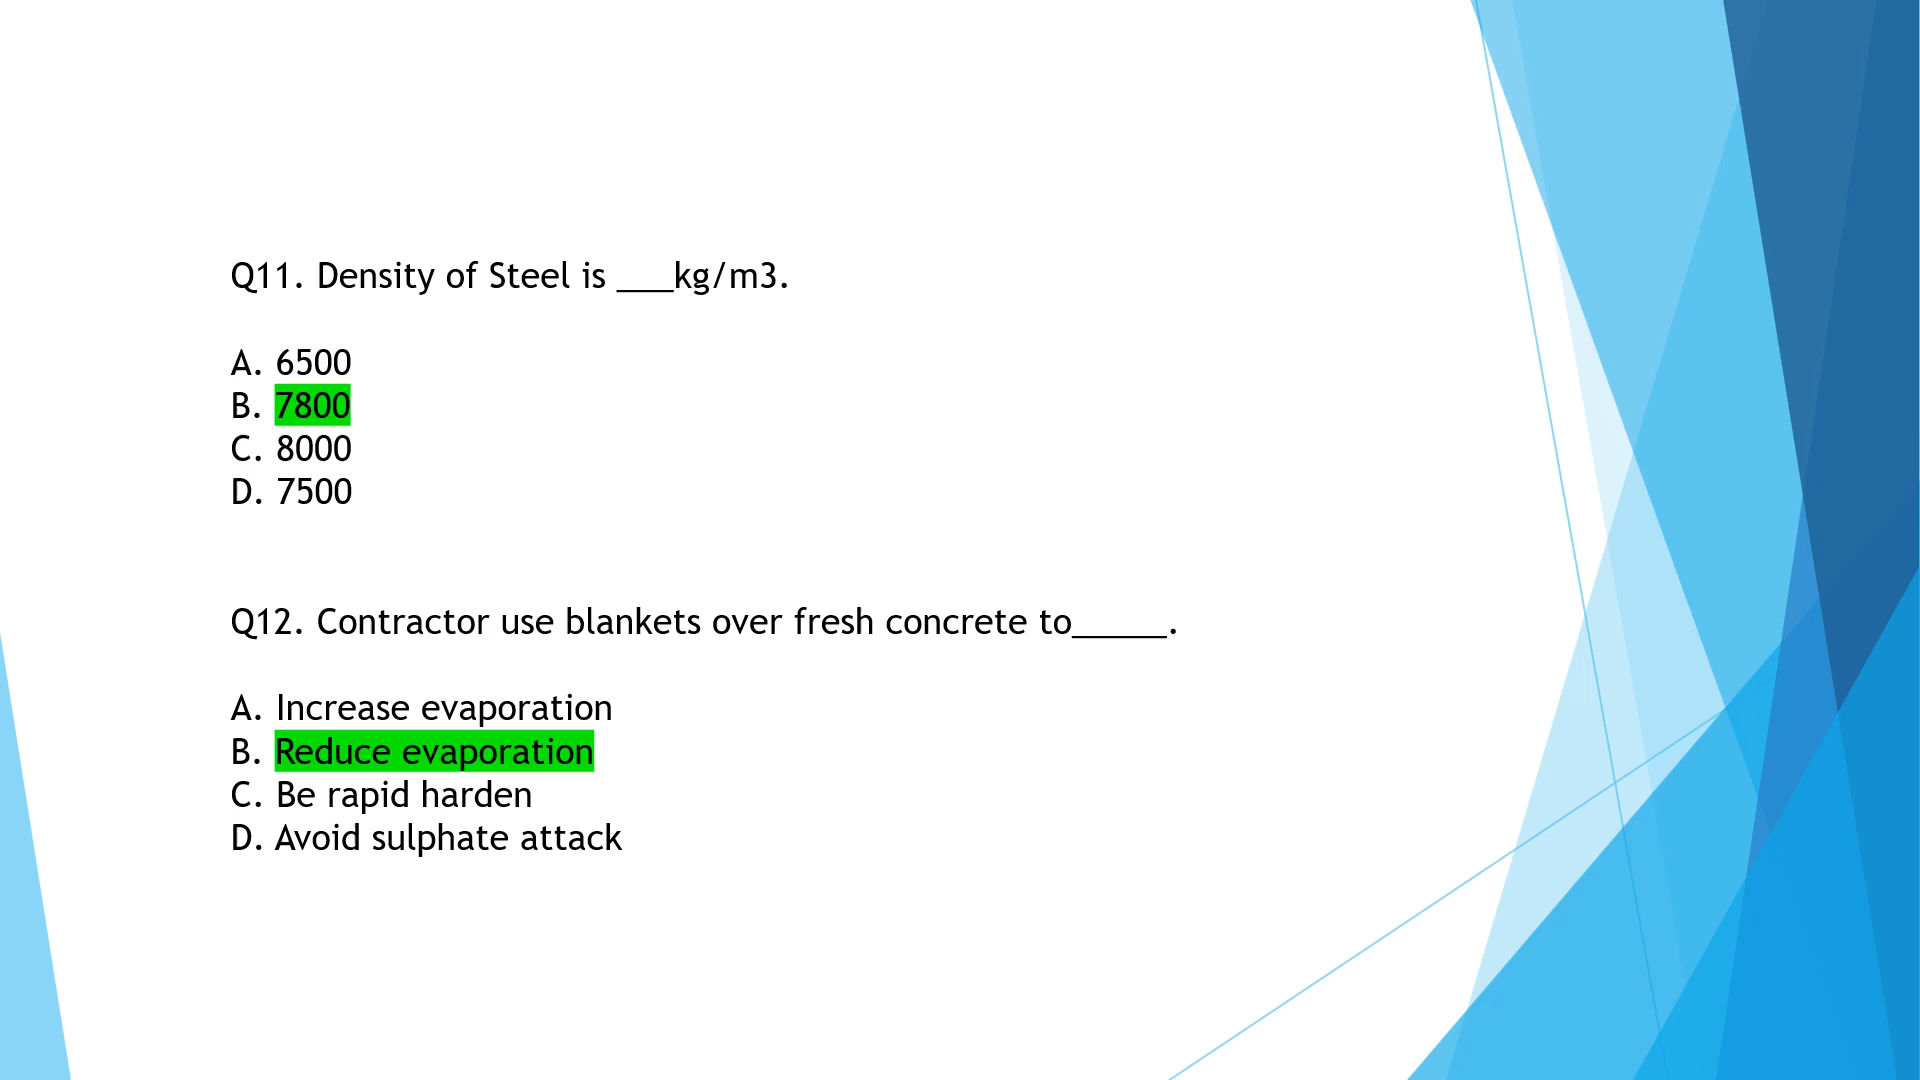 Q11. Density of Steel is ___kg/m3.
A. 6500
B. 7800
C. 8000
D. 7500
Q12. Contractor use blankets over fresh concrete to_____.
A. Increase evaporation
B. Reduce evaporation
C. Be rapid harden
D. Avoid sulphate attack